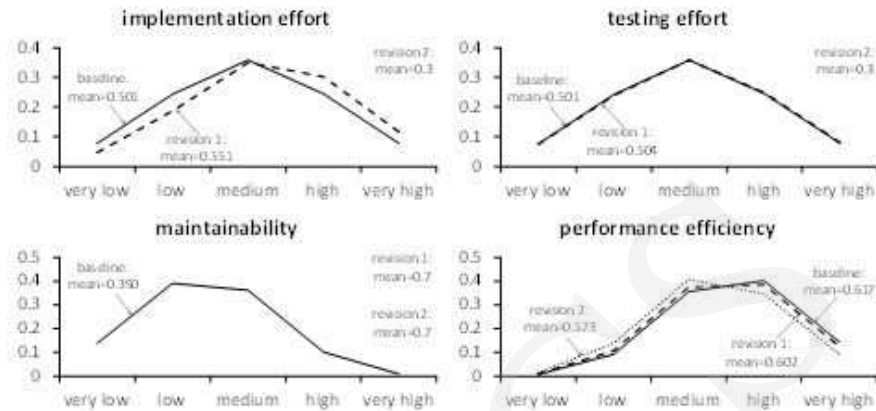 implementation effort
0.4
0.3
0.2
0.1
0
baseline:
mean=0.501
revision 1:
mean=0.551
revision 2:
mean=0.3
very low low medium high very high
testing effort
0.4
0.3
0.2
0.1
0
baseline:
mean=0.501
revision 1:
mean=0.504
revision 2:
mean=0.3
very low low medium high very high
maintainability
0.5
0.4
0.3
0.2
0.1
0
baseline:
mean=0.390
revision 1:
mean=0.7
revision 2:
mean=0.7
very low low medium high very high
performance efficiency
0.5
0.4
0.3
0.2
0.1
0
revision 2:
mean=0.573
baseline:
mean=0.617
revision 1:
mean=0.602
very low low medium high very high